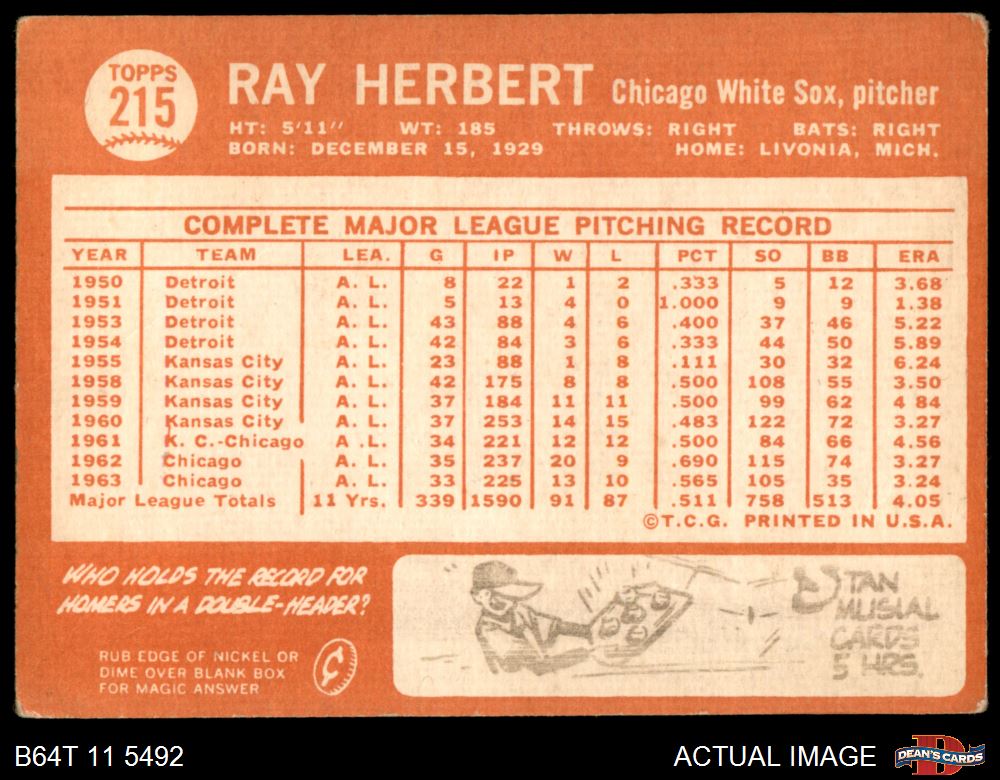 TOPPS
215
RAY HERBERT Chicago White Sox, pitcher
HT: 5'11" WT: 185 THROWS: RIGHT BATS: RIGHT
BORN: DECEMBER 15, 1929 HOME: LIVONIA, MICH.
COMPLETE MAJOR LEAGUE PITCHING RECORD
YEAR TEAM LEA. G IP W L PCT SO BB ERA
1950 Detroit A. L. 8 22 1 2 .333 5 12 3.68
1951 Detroit A. L. 5 13 4 0 1.000 9 9 1.38
1953 Detroit A. L. 43 88 4 6 .400 37 46 5.22
1954 Detroit A. L. 42 84 3 6 .333 44 50 5.89
1955 Kansas City A. L. 23 88 1 8 .111 30 32 6.24
1958 Kansas City A. L. 42 175 8 8 .500 108 55 3.50
1959 Kansas City A. L. 37 184 11 11 .500 99 62 4 84
1960 Kansas City A. L. 37 253 14 15 .483 122 72 3.27
1961 K. C.-Chicago A .L. 34 221 12 12 .500 84 66 4.56
1962 Chicago A. L. 35 237 20 9 .690 115 74 3.27
1963 Chicago A. L. 33 225 13 10 .565 105 35 3.24
Major League Totals 11 Yrs. 339 1590 91 87 .511 758 513 4.05
©T.C.G. PRINTED IN U.S.A.
WHO HOLDS THE RECORD FOR
HOMERS IN A DOUBLE-HEADER?
RUB EDGE OF NICKEL OR
DIME OVER BLANK BOX
FOR MAGIC ANSWER
STAN
MUSIAL
CARDS
5 HRS.
B64T 11 5492
ACTUAL IMAGE
DEAN'S CARDS